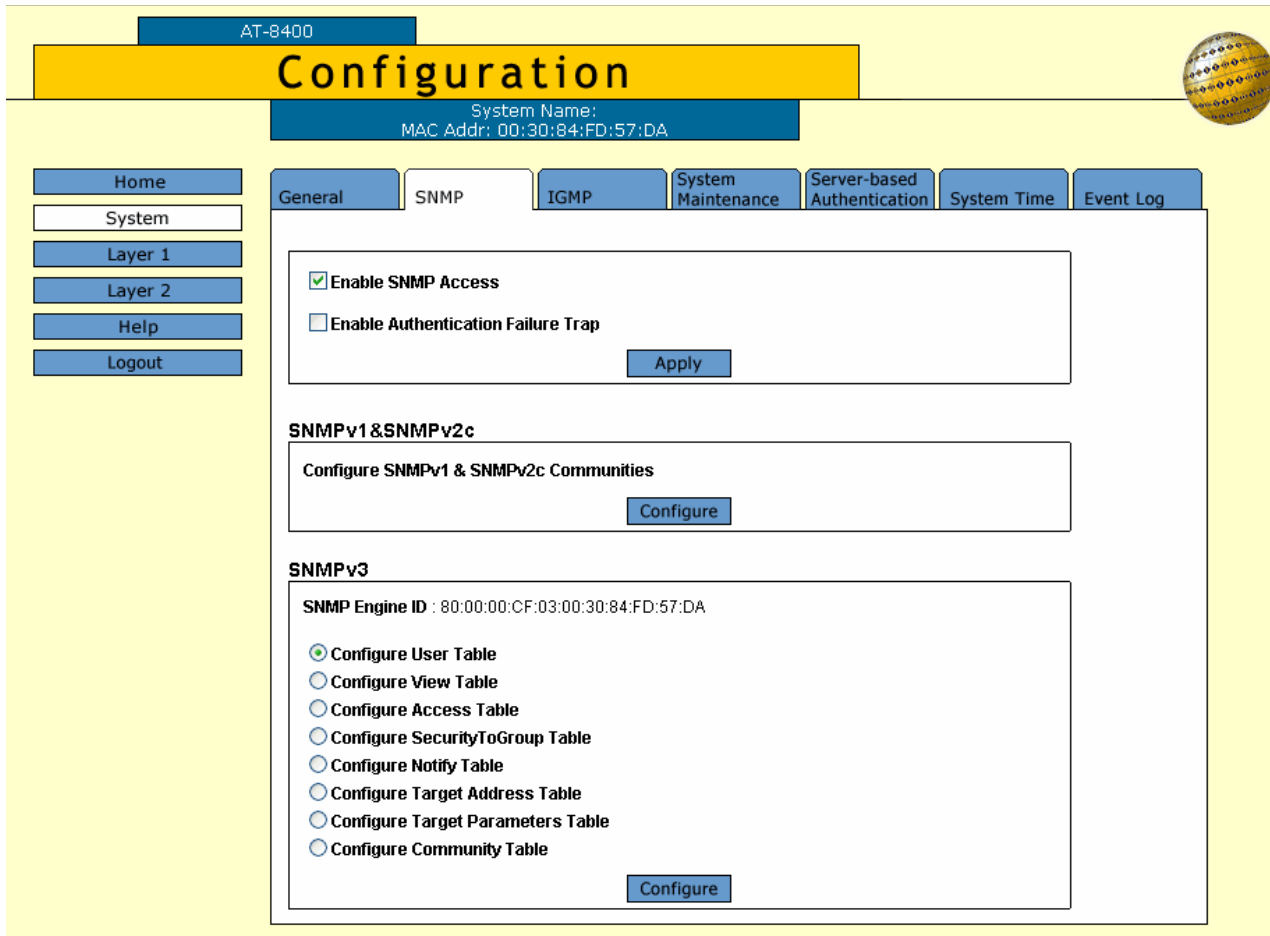 AT-8400
Configuration
System Name:
MAC Addr: 00:30:84:FD:57:DA
Home
System
Layer 1
Layer 2
Help
Logout
General
SNMP
IGMP
System
Maintenance
Server-based
Authentication
System Time
Event Log
Enable SNMP Access
Enable Authentication Failure Trap
Apply
SNMPv1&SNMPv2c
Configure SNMPv1 & SNMPv2c Communities
Configure
SNMPv3
SNMP Engine ID : 80:00:00:CF:03:00:30:84:FD:57:DA
Configure User Table
Configure View Table
Configure Access Table
Configure SecurityToGroup Table
Configure Notify Table
Configure Target Address Table
Configure Target Parameters Table
Configure Community Table
Configure